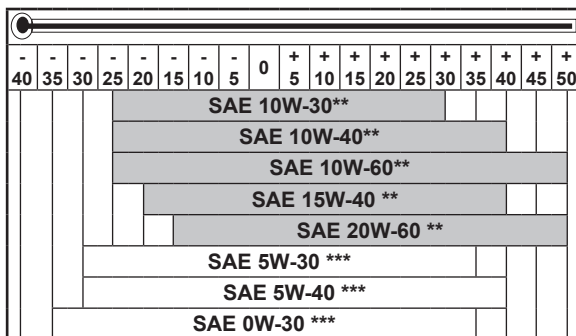 - - - - - - - - 0 + + + + + + + + + +
40 35 30 25 20 15 10 5 5 10 15 20 25 30 35 40 45 50
SAE 10W-30**
SAE 10W-40**
SAE 10W-60**
SAE 15W-40 **
SAE 20W-60 **
SAE 5W-30 ***
SAE 5W-40 ***
SAE 0W-30 ***